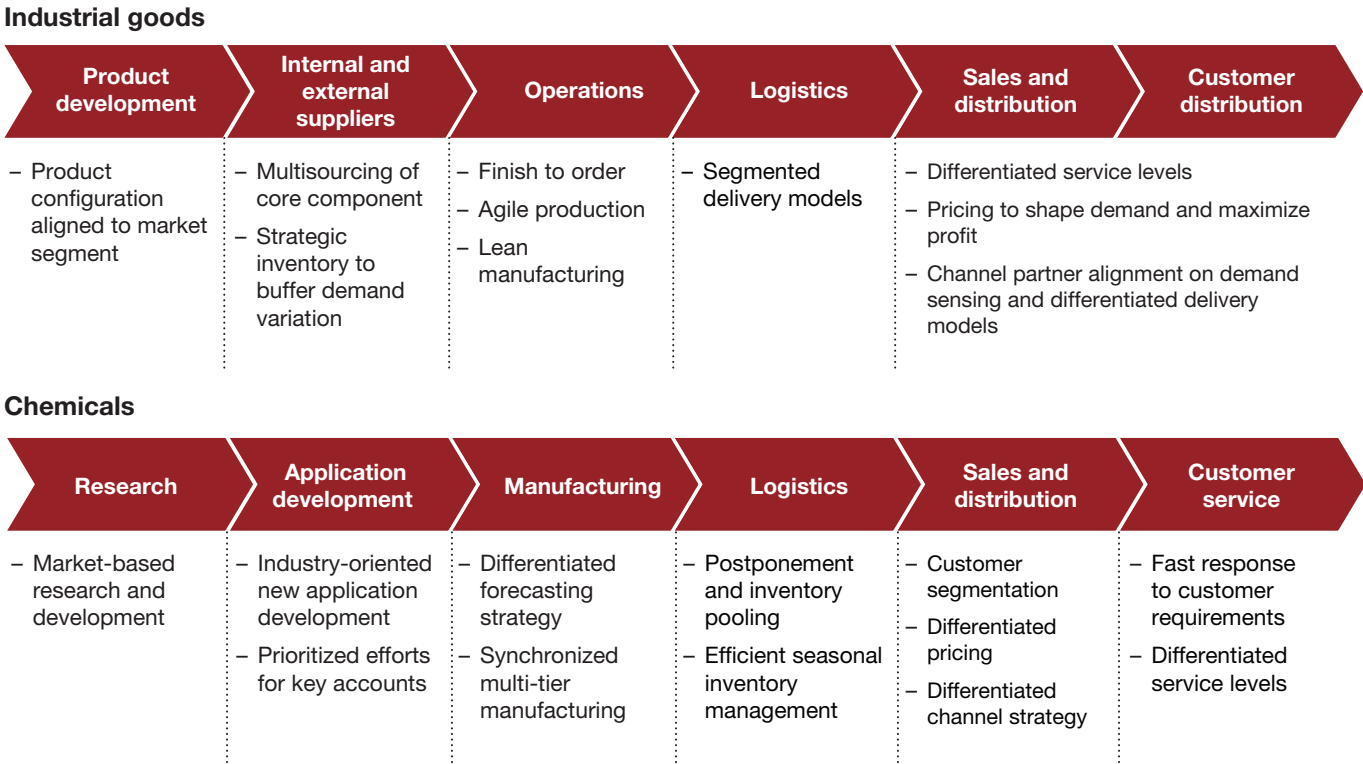 Industrial goods
Product
development
Internal and
external
suppliers
Operations
Logistics
Sales and
distribution
Customer
distribution
– Product
configuration
aligned to market
segment
– Multisourcing of
core component
– Strategic
inventory to
buffer demand
variation
– Finish to order
– Agile production
– Lean
manufacturing
– Segmented
delivery models
– Differentiated service levels
– Pricing to shape demand and maximize
profit
– Channel partner alignment on demand
sensing and differentiated delivery
models
Chemicals
Research
Application
development
Manufacturing
Logistics
Sales and
distribution
Customer
service
– Market-based
research and
development
– Industry-oriented
new application
development
– Prioritized efforts
for key accounts
– Differentiated
forecasting
strategy
– Synchronized
multi-tier
manufacturing
– Postponement
and inventory
pooling
– Efficient seasonal
inventory
management
– Customer
segmentation
– Differentiated
pricing
– Differentiated
channel strategy
– Fast response
to customer
requirements
– Differentiated
service levels